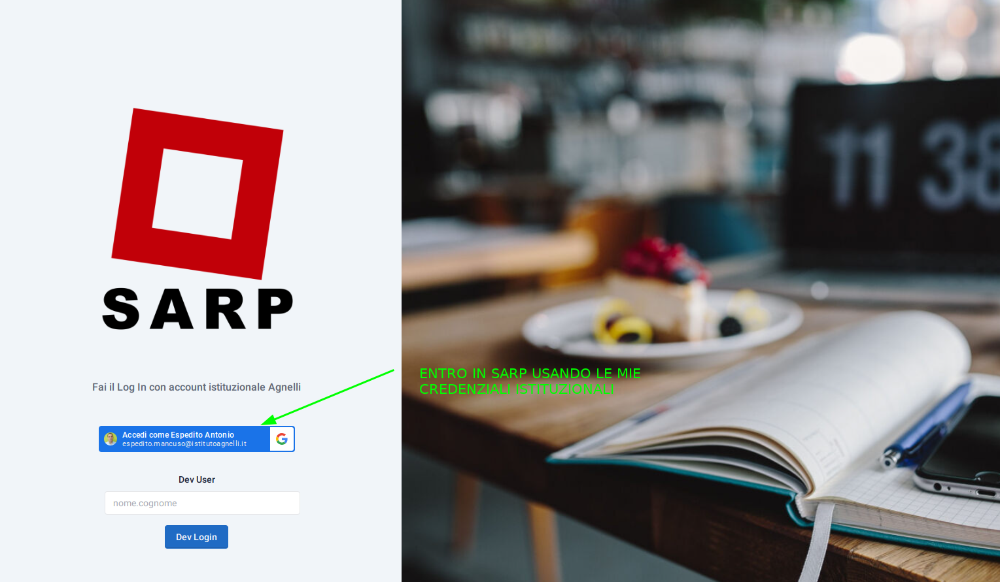 SARP
Fai il Log In con account istituzionale Agnelli
Accedi come Espedito Antonio
espedito.mancuso@istitutoagnelli.it
Dev User
nome.cognome
Dev Login
11 38
ENTRO IN SARP USANDO LE MIE
CREDENZIALI ISTITUZIONALI